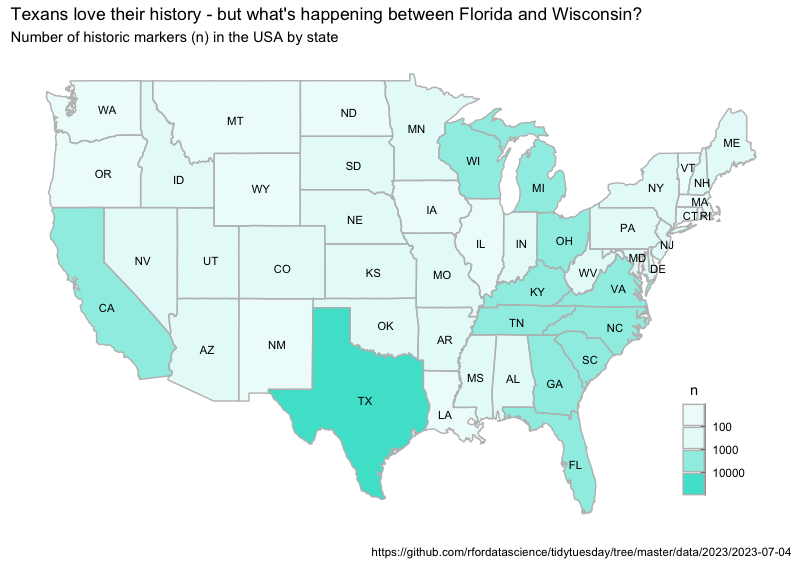 Texans love their history - but what's happening between Florida and Wisconsin?
Number of historic markers (n) in the USA by state
WA
MT
ND
MN
ME
OR
ID
SD
WI
VT
NH
WY
MI
NY
MA
IA
NE
CT RI
PA
NV
UT
CO
IL
IN
OH
NJ
MD
DE
KS
MO
WV
CA
KY
VA
TN
NC
AZ
NM
OK
AR
SC
MS
AL
GA
TX
LA
FL
n
100
1000
10000
https://github.com/rfordatascience/tidytuesday/tree/master/data/2023/2023-07-04